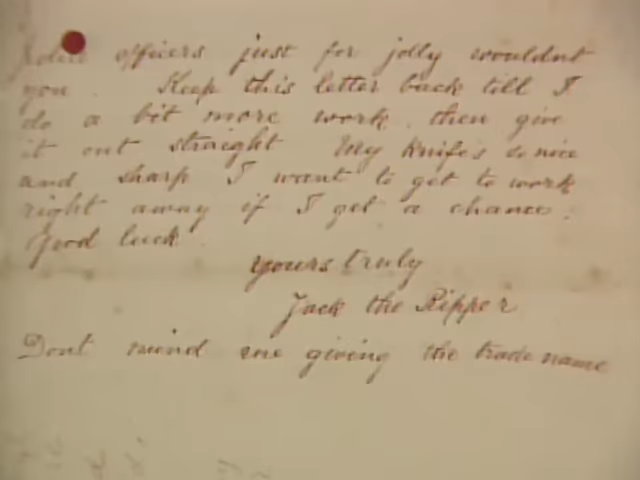 police officers just for jolly wouldnt
you. Keep this letter back till I
do a bit more work, then give
it out straight My knife's so nice
and sharp I want to get to work
right away if I get a chance.
Good luck.
yours truly
Jack the Ripper
Dont mind me giving the trade name